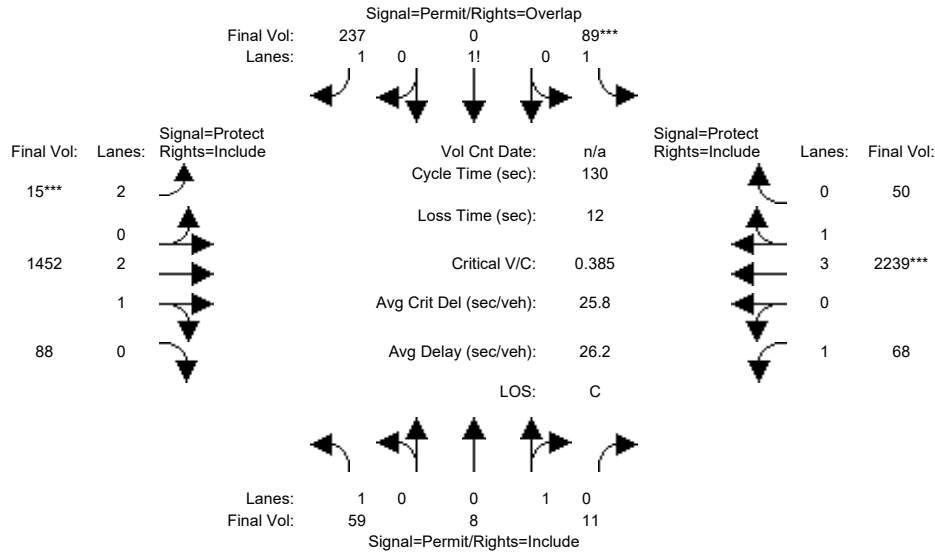 Signal=Permit/Rights=Overlap
Final Vol: 237 0 89***
Lanes: 1 0 1! 0 1
Signal=Protect Signal=Protect
Final Vol: Lanes: Rights=Include Vol Cnt Date: n/a Rights=Include Lanes: Final Vol:
Cycle Time (sec): 130
15*** 2 0 50
Loss Time (sec): 12
0 1
1452 2 Critical V/C: 0.385 3 2239***
1 Avg Crit Del (sec/veh): 25.8 0
88 0 Avg Delay (sec/veh): 26.2 1 68
LOS: C
Lanes: 1 0 0 1 0
Final Vol: 59 8 11
Signal=Permit/Rights=Include